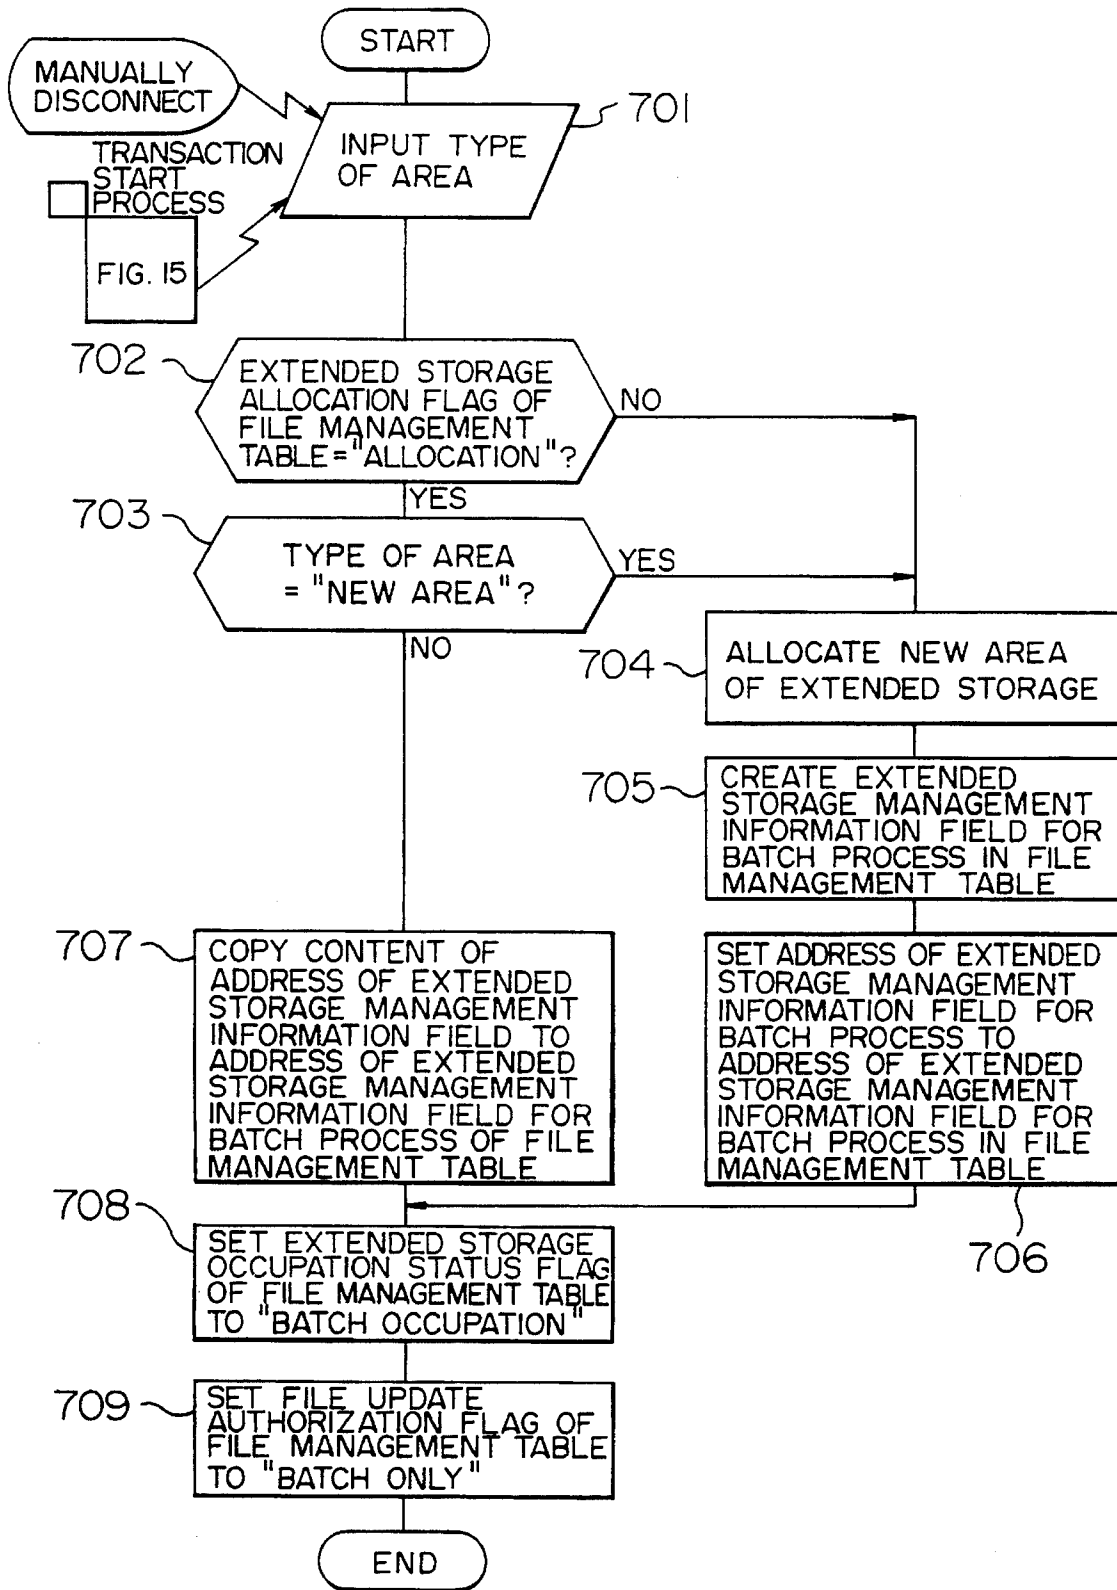 START
MANUALLY
DISCONNECT
701
INPUT TYPE
OF AREA
TRANSACTION
START
PROCESS
FIG. 15
702
EXTENDED STORAGE
ALLOCATION FLAG OF
FILE MANAGEMENT
TABLE="ALLOCATION"?
NO
YES
703
TYPE OF AREA
= "NEW AREA"?
YES
NO
704
ALLOCATE NEW AREA
OF EXTENDED STORAGE
705
CREATE EXTENDED
STORAGE MANAGEMENT
INFORMATION FIELD FOR
BATCH PROCESS IN FILE
MANAGEMENT TABLE
707
COPY CONTENT OF
ADDRESS OF EXTENDED
STORAGE MANAGEMENT
INFORMATION FIELD TO
ADDRESS OF EXTENDED
STORAGE MANAGEMENT
INFORMATION FIELD FOR
BATCH PROCESS OF FILE
MANAGEMENT TABLE
SET ADDRESS OF EXTENDED
STORAGE MANAGEMENT
INFORMATION FIELD FOR
BATCH PROCESS TO
ADDRESS OF EXTENDED
STORAGE MANAGEMENT
INFORMATION FIELD FOR
BATCH PROCESS IN FILE
MANAGEMENT TABLE
706
708
SET EXTENDED STORAGE
OCCUPATION STATUS FLAG
OF FILE MANAGEMENT TABLE
TO "BATCH OCCUPATION"
709
SET FILE UPDATE
AUTHORIZATION FLAG OF
FILE MANAGEMENT TABLE
TO "BATCH ONLY"
END